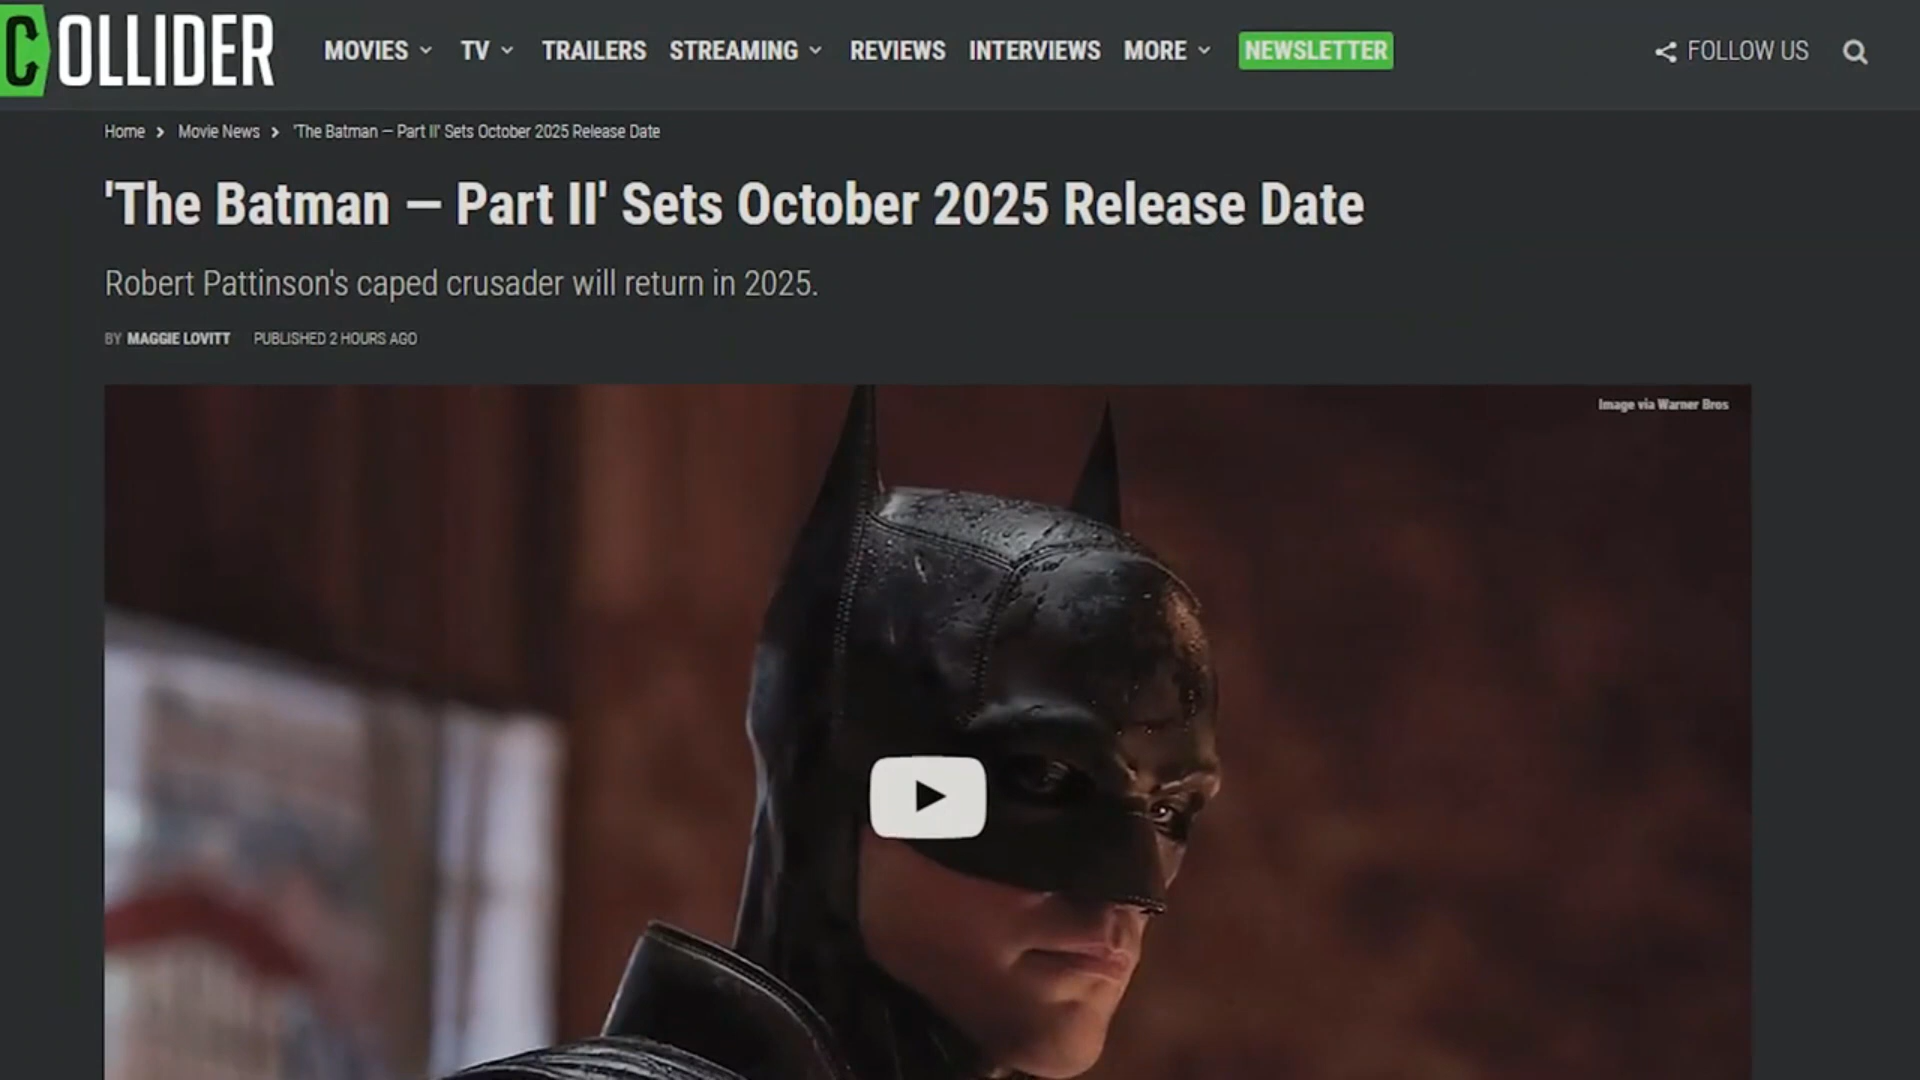 COLLIDER
MOVIES TV TRAILERS STREAMING REVIEWS INTERVIEWS MORE NEWSLETTER FOLLOW US
Home Movie News 'The Batman — Part II' Sets October 2025 Release Date
'The Batman — Part II' Sets October 2025 Release Date
Robert Pattinson's caped crusader will return in 2025.
BY MAGGIE LOVITT PUBLISHED 2 HOURS AGO
Image via Warner Bros